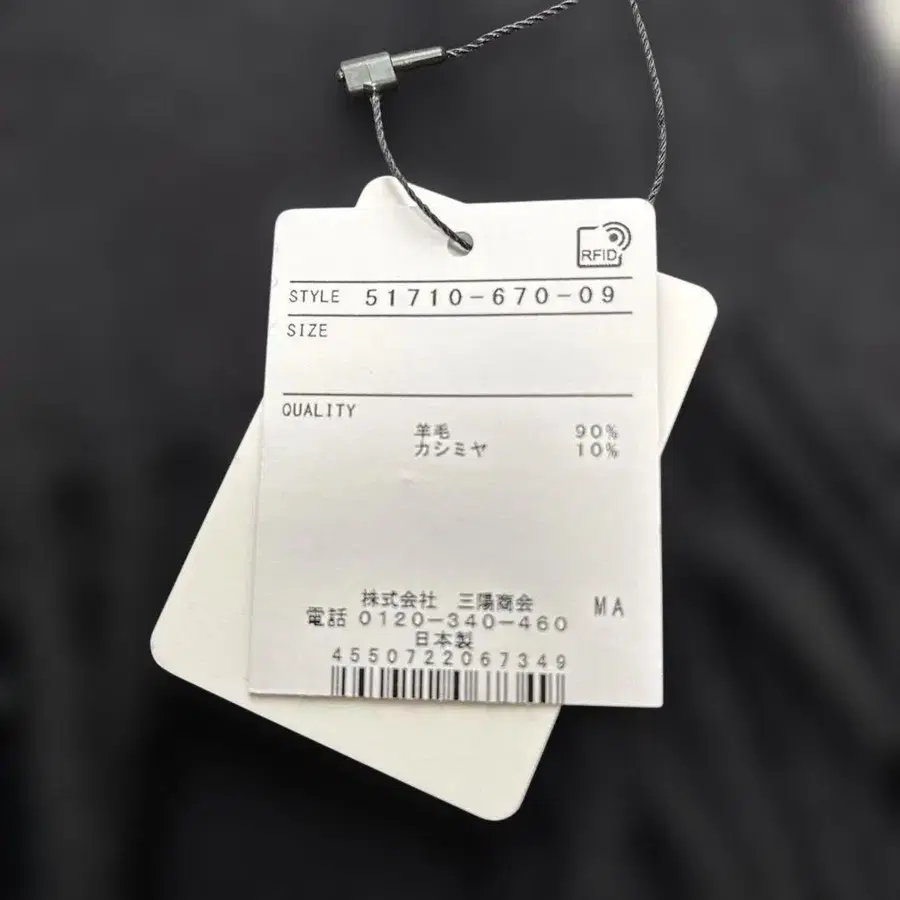 RFID
STYLE 51710-670-09
SIZE
QUALITY
羊毛 90%
カシミヤ 10%
株式会社 三陽商会 MA
電話 0120-340-460
日本製
4550722067349